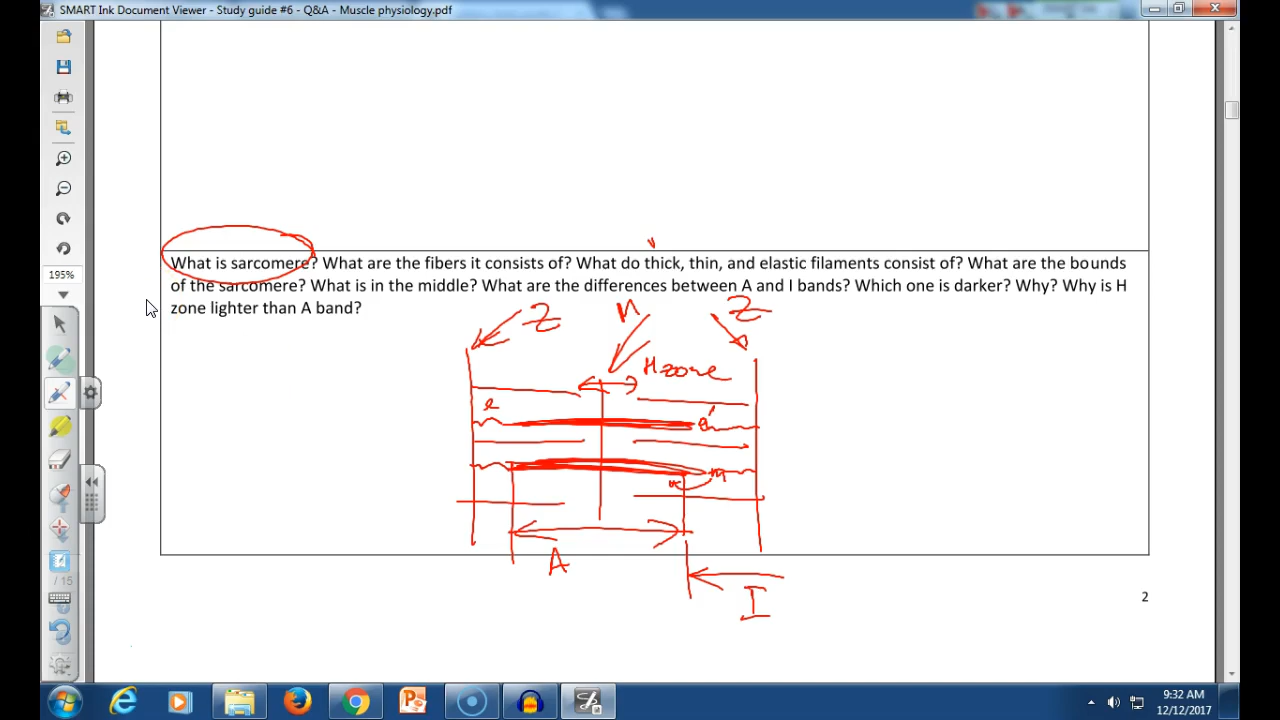 SMART Ink Document Viewer - Study guide #6 - Q&A - Muscle physiology.pdf
195%
What is sarcomere? What are the fibers it consists of? What do thick, thin, and elastic filaments consist of? What are the bounds
of the sarcomere? What is in the middle? What are the differences between A and I bands? Which one is darker? Why? Why is H
zone lighter than A band?
Z
M
Z
H zone
e
e
m
A
I
/ 15
2
9:32 AM
12/12/2017